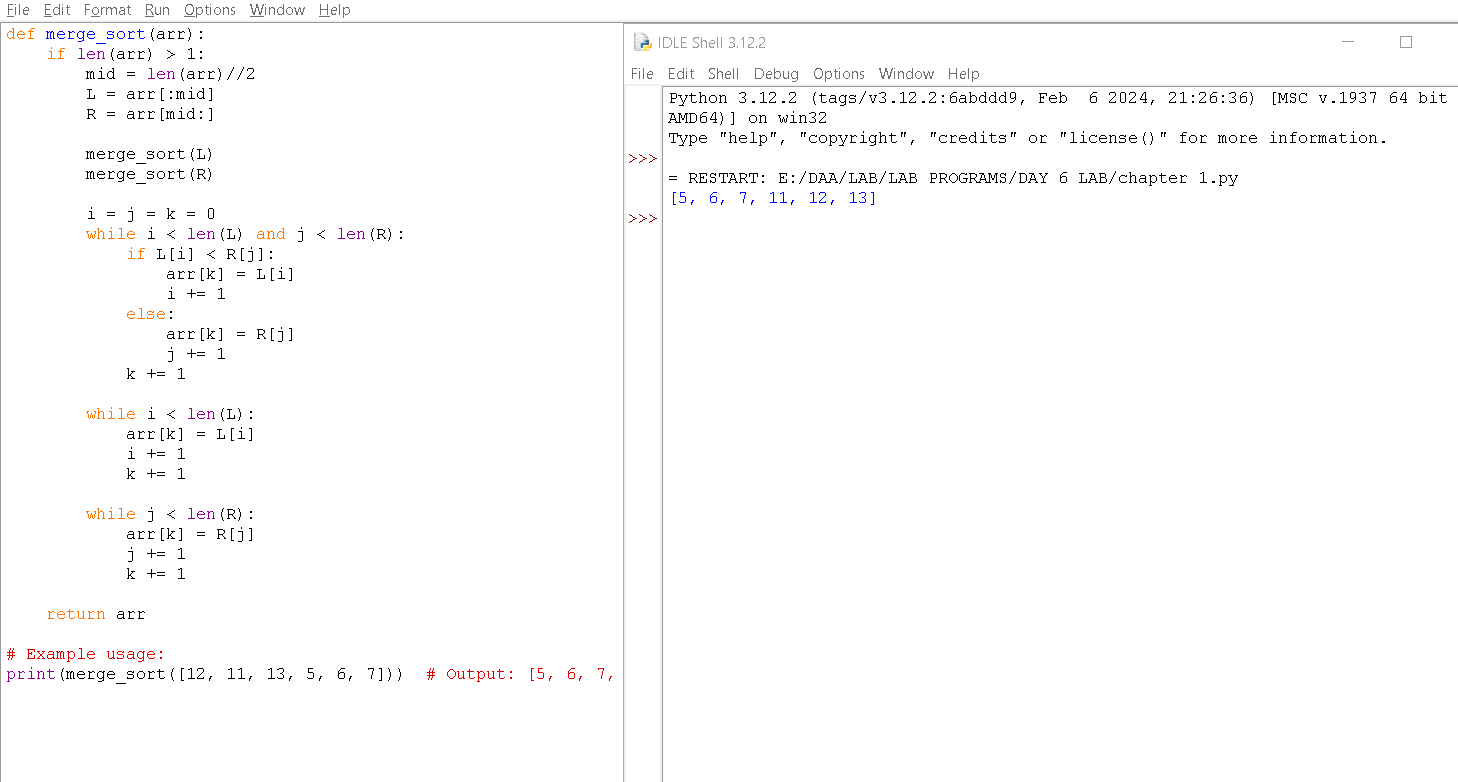 File Edit Format Run Options Window Help
def merge_sort(arr):
    if len(arr) > 1:
        mid = len(arr)//2
        L = arr[:mid]
        R = arr[mid:]

        merge_sort(L)
        merge_sort(R)

        i = j = k = 0
        while i < len(L) and j < len(R):
            if L[i] < R[j]:
                arr[k] = L[i]
                i += 1
            else:
                arr[k] = R[j]
                j += 1
            k += 1

        while i < len(L):
            arr[k] = L[i]
            i += 1
            k += 1

        while j < len(R):
            arr[k] = R[j]
            j += 1
            k += 1

    return arr

# Example usage:
print(merge_sort([12, 11, 13, 5, 6, 7]))  # Output: [5, 6, 7,
IDLE Shell 3.12.2
File Edit Shell Debug Options Window Help
Python 3.12.2 (tags/v3.12.2:6abddd9, Feb  6 2024, 21:26:36) [MSC v.1937 64 bit
AMD64)] on win32
Type "help", "copyright", "credits" or "license()" for more information.
>>>
= RESTART: E:/DAA/LAB/LAB PROGRAMS/DAY 6 LAB/chapter 1.py
[5, 6, 7, 11, 12, 13]
>>>